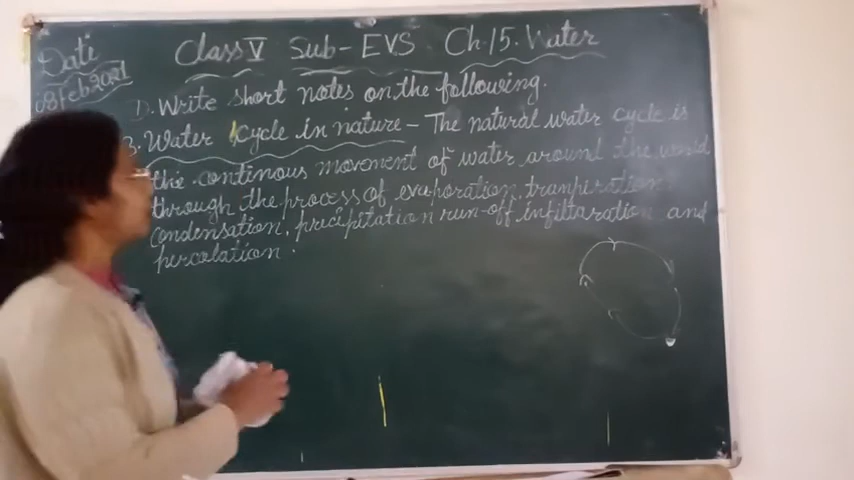 Date
08 Feb 2021
Class V Sub - EVS Ch. 15. Water
D. Write short notes on the following.
3. Water cycle in nature - The natural water cycle is
the continous movement of water around the world
through the process of evaporation, tranpiration
condensation, precipitation run-off, infiltaration and
percolation.